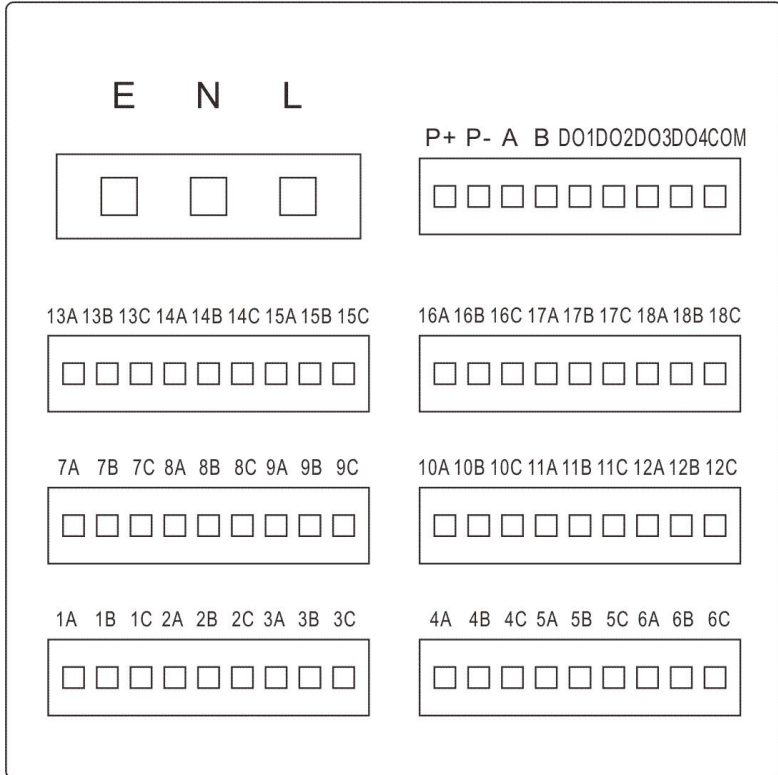 E N L
P+ P- A B DO1DO2DO3DO4COM
13A 13B 13C 14A 14B 14C 15A 15B 15C
16A 16B 16C 17A 17B 17C 18A 18B 18C
7A 7B 7C 8A 8B 8C 9A 9B 9C
10A 10B 10C 11A 11B 11C 12A 12B 12C
1A 1B 1C 2A 2B 2C 3A 3B 3C
4A 4B 4C 5A 5B 5C 6A 6B 6C